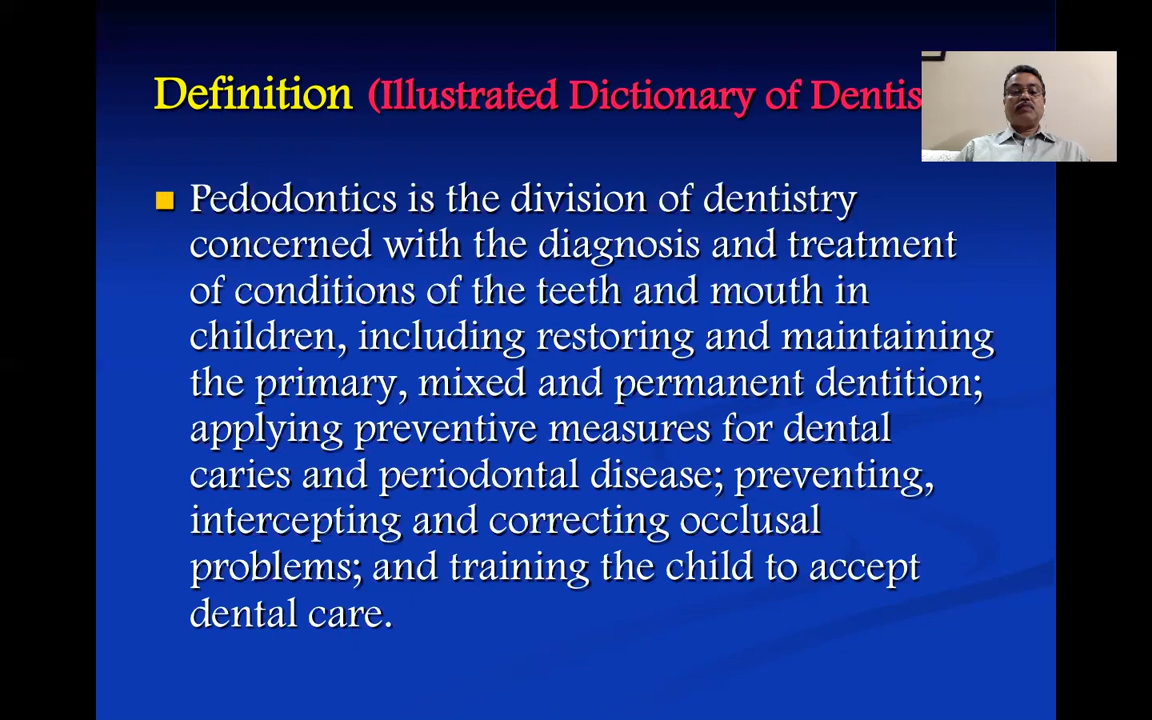 Definition (Illustrated Dictionary of Dentis
Pedodontics is the division of dentistry
concerned with the diagnosis and treatment
of conditions of the teeth and mouth in
children, including restoring and maintaining
the primary, mixed and permanent dentition;
applying preventive measures for dental
caries and periodontal disease; preventing,
intercepting and correcting occlusal
problems; and training the child to accept
dental care.